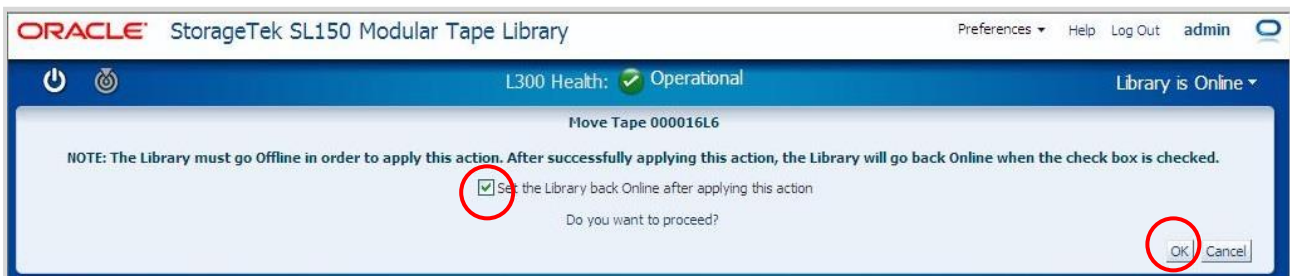 ORACLE StorageTek SL150 Modular Tape Library Preferences Help Log Out admin
L300 Health: Operational Library is Online
Move Tape 000016L6
NOTE: The Library must go Offline in order to apply this action. After successfully applying this action, the Library will go back Online when the check box is checked.
Set the Library back Online after applying this action
Do you want to proceed?
OK Cancel